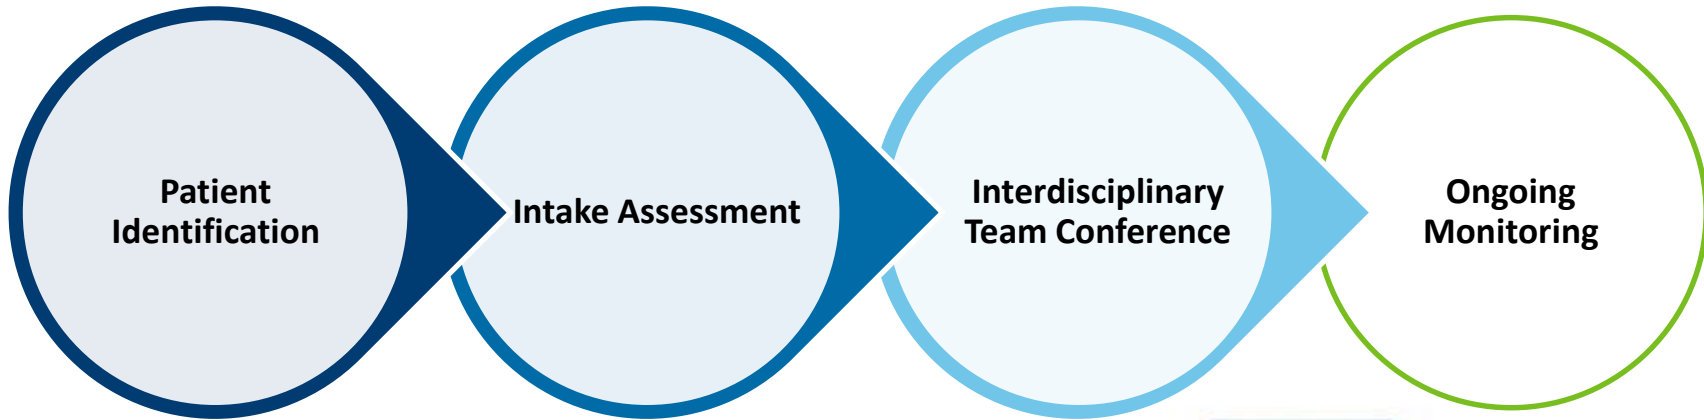 Patient
Identification
Intake Assessment
Interdisciplinary
Team Conference
Ongoing
Monitoring